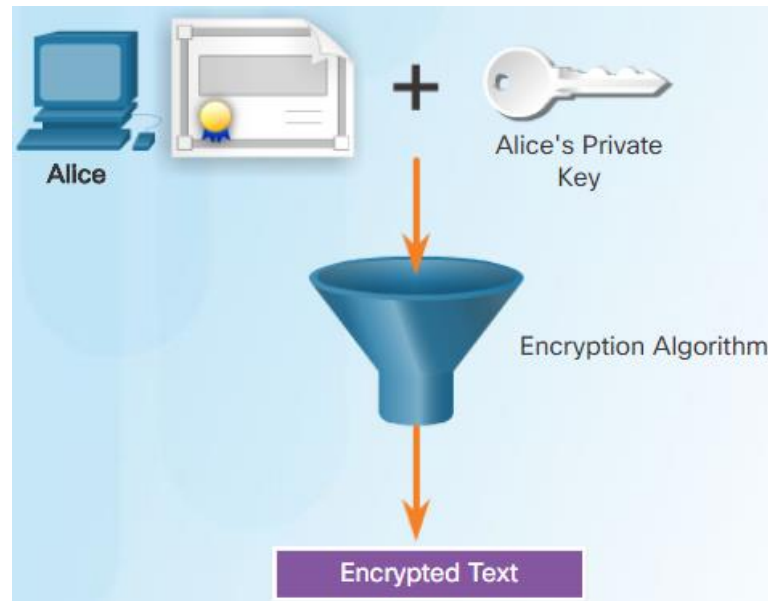 Alice
Alice's Private
Key
Encryption Algorithm
Encrypted Text